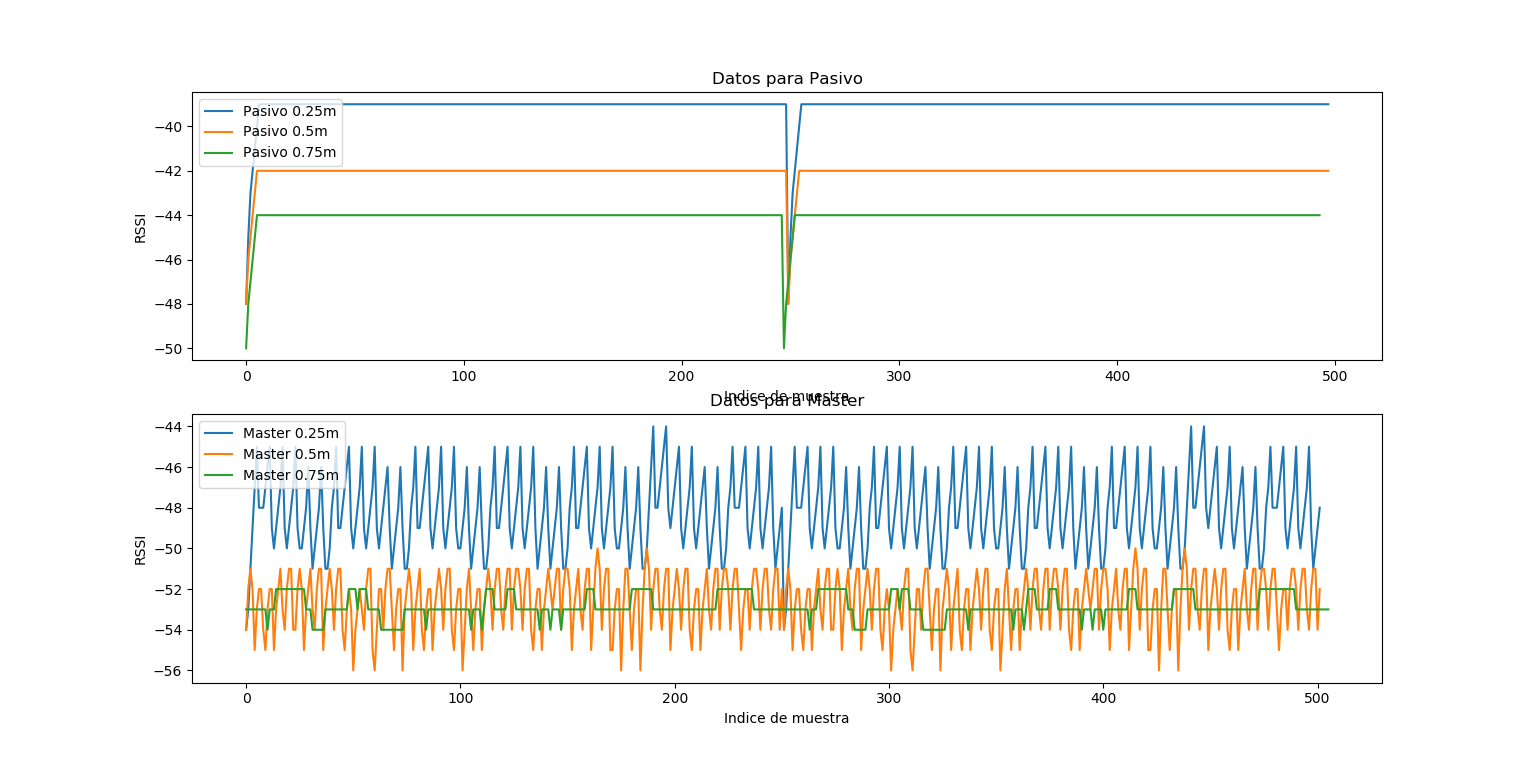 Datos para Pasivo
Pasivo 0.25m
Pasivo 0.5m
Pasivo 0.75m
RSSI
−40
−42
−44
−46
−48
−50
0 100 200 300 400 500
Indice de muestra
Datos para Master
Master 0.25m
Master 0.5m
Master 0.75m
RSSI
−44
−46
−48
−50
−52
−54
−56
0 100 200 300 400 500
Indice de muestra